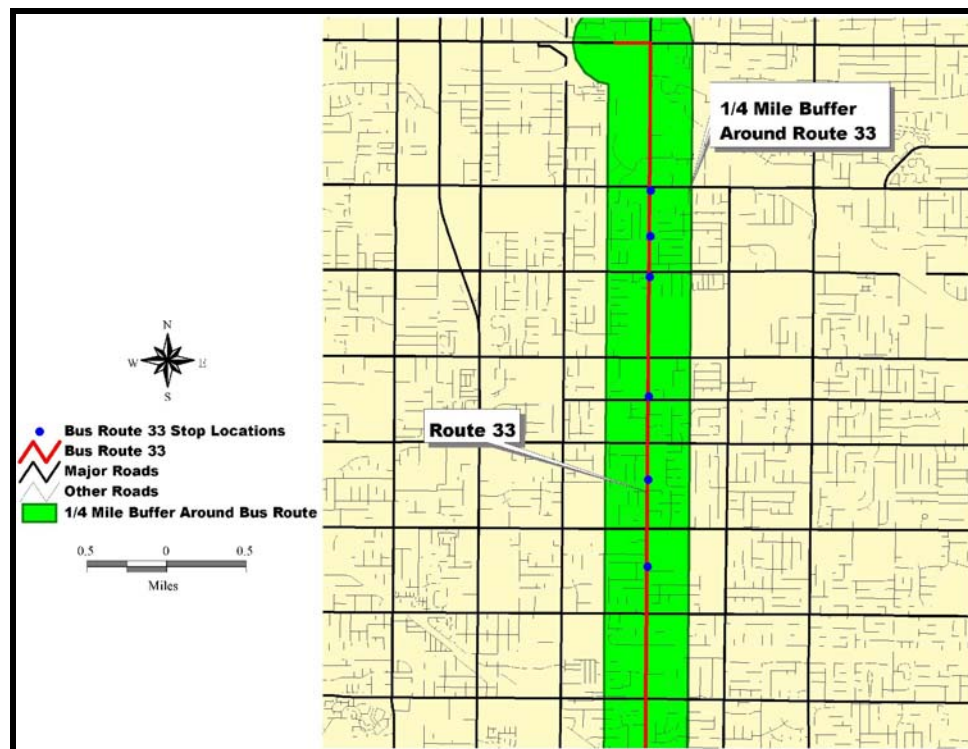 1/4 Mile Buffer
Around Route 33
N
W E
S
Route 33
Bus Route 33 Stop Locations
Bus Route 33
Major Roads
Other Roads
1/4 Mile Buffer Around Bus Route
0.5 0 0.5
Miles